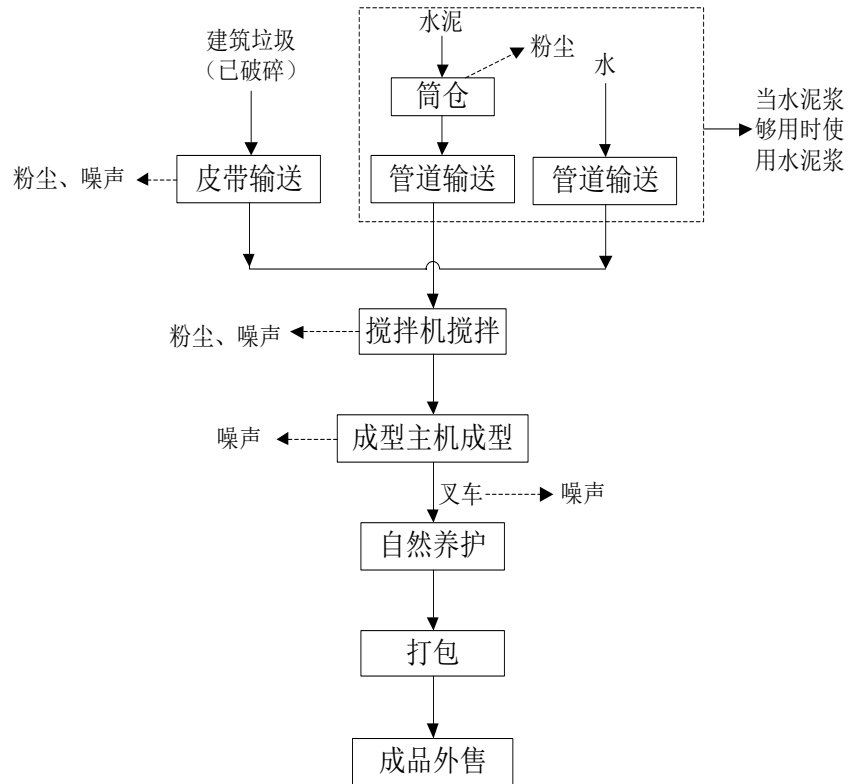 建筑垃圾
（已破碎）
水泥
粉尘
水
筒仓
当水泥浆
够用时使
用水泥浆
粉尘、噪声
皮带输送
管道输送
管道输送
粉尘、噪声
搅拌机搅拌
噪声
成型主机成型
叉车
噪声
自然养护
打包
成品外售